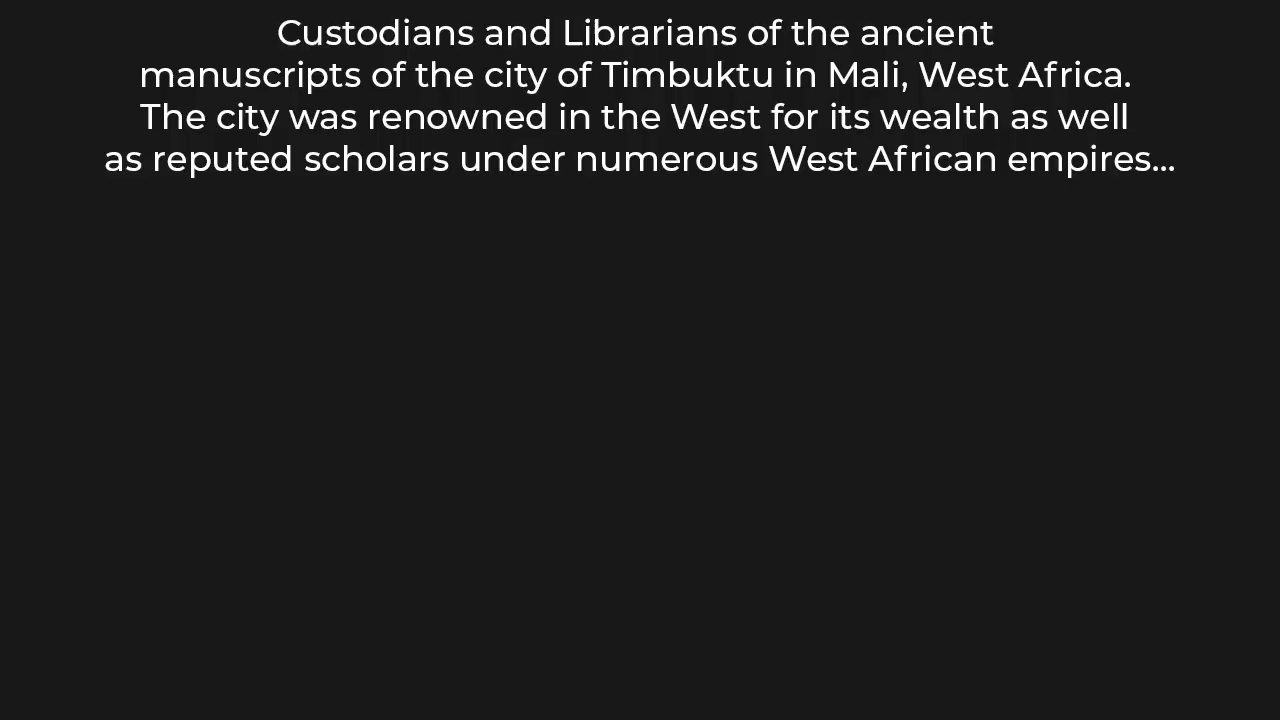 Custodians and Librarians of the ancient
manuscripts of the city of Timbuktu in Mali, West Africa.
The city was renowned in the West for its wealth as well
as reputed scholars under numerous West African empires...